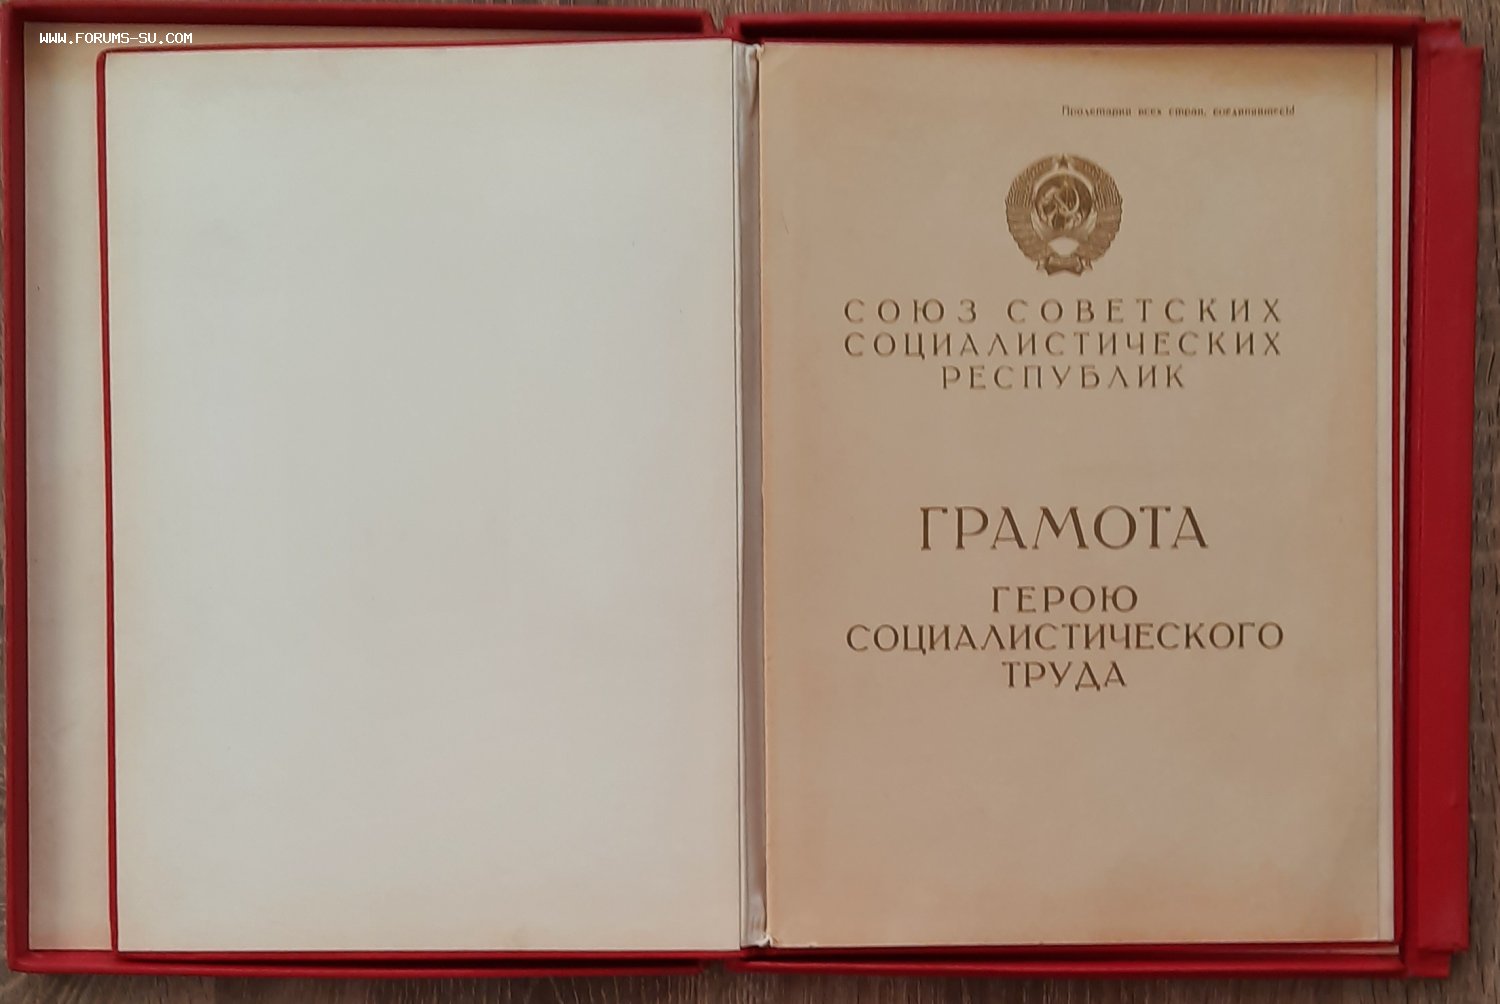 WWW.FORUMS-SU.COM
Пролетарии всех стран, соединяйтесь!
СОЮЗ СОВЕТСКИХ
СОЦИАЛИСТИЧЕСКИХ
РЕСПУБЛИК
ГРАМОТА
ГЕРОЮ
СОЦИАЛИСТИЧЕСКОГО
ТРУДА